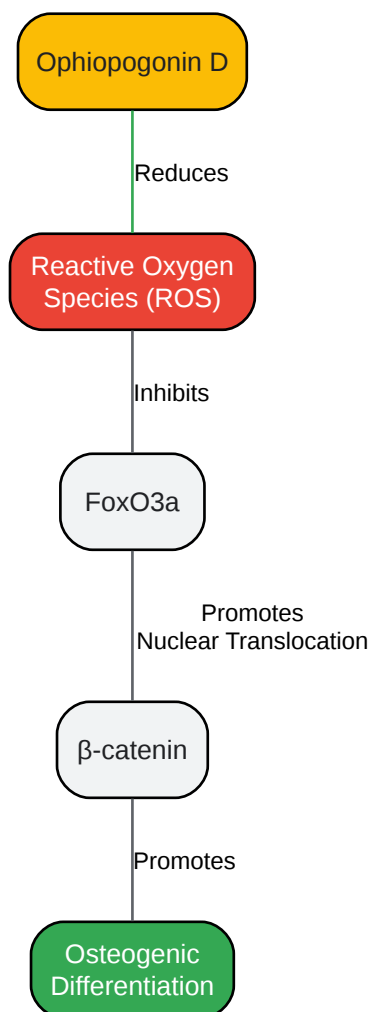 Ophiopogonin D
Reduces
Reactive Oxygen
Species (ROS)
Inhibits
FoxO3a
Promotes
Nuclear Translocation
β-catenin
Promotes
Osteogenic
Differentiation